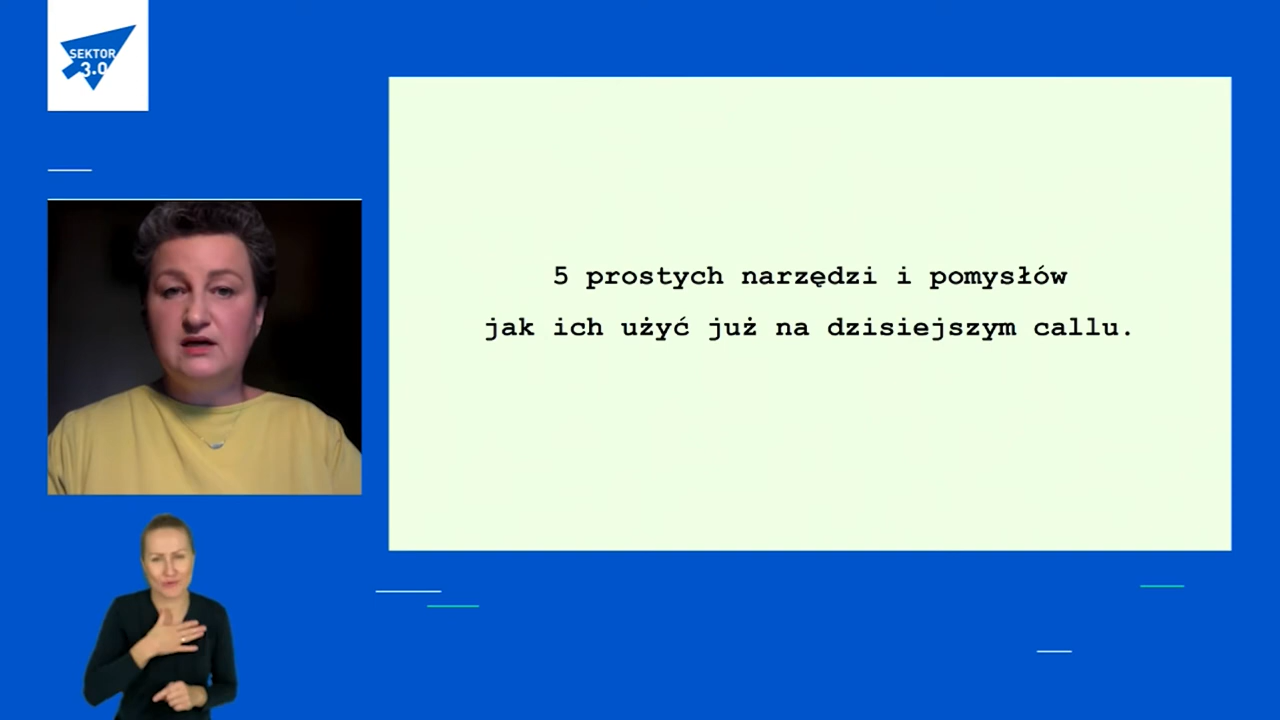 SEKTOR
3.0
5 prostych narzędzi i pomysłów
jak ich użyć już na dzisiejszym callu.